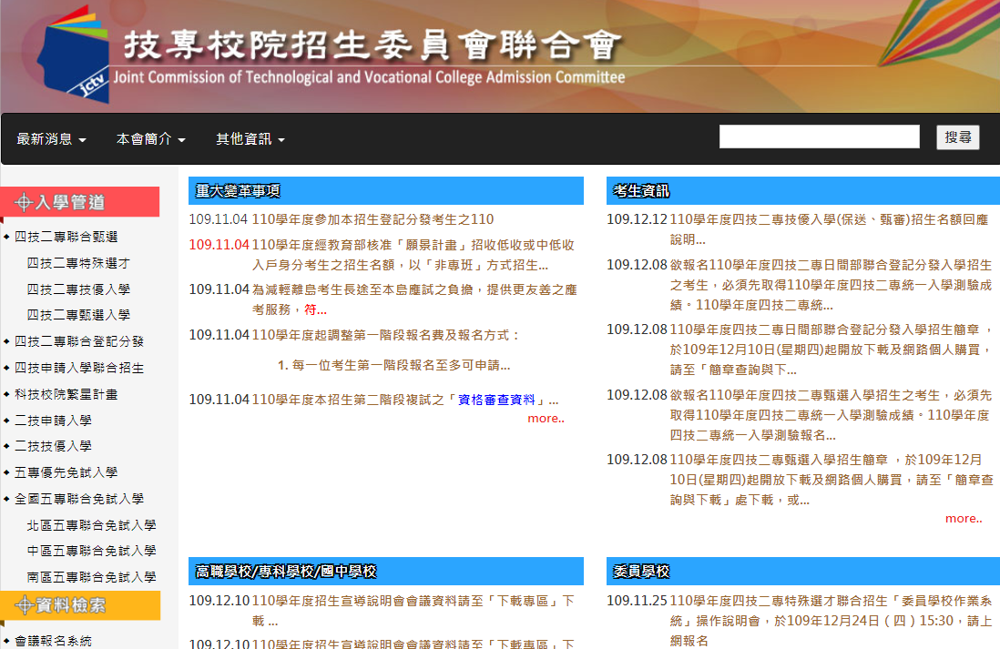 技專校院招生委員會聯合會
jctv Joint Commission of Technological and Vocational College Admission Committee
最新消息 本會簡介 其他資訊 搜尋
入學管道
四技二專聯合甄選
四技二專特殊選才
四技二專技優入學
四技二專甄選入學
四技二專聯合登記分發
四技申請入學聯合招生
科技校院繁星計畫
二技申請入學
二技技優入學
五專優先免試入學
全國五專聯合免試入學
北區五專聯合免試入學
中區五專聯合免試入學
南區五專聯合免試入學
資料檢索
會議報名系統
重大變革事項
109.11.04 110學年度參加本招生登記分發考生之110
109.11.04 110學年度經教育部核准「願景計畫」招收低收或中低收
入戶身分考生之招生名額，以「非專班」方式招生...
109.11.04 為減輕離島考生長途至本島應試之負擔，提供更友善之應
考服務，符...
109.11.04 110學年度起調整第一階段報名費及報名方式：
1. 每一位考生第一階段報名至多可申請...
109.11.04 110學年度本招生第二階段複試之「資格審查資料」...
more..
考生資訊
109.12.12 110學年度四技二專技優入學(保送、甄審)招生名額回應
說明...
109.12.08 欲報名110學年度四技二專日間部聯合登記分發入學招生
之考生，必須先取得110學年度四技二專統一入學測驗成
績。110學年度四技二專統...
109.12.08 110學年度四技二專日間部聯合登記分發入學招生簡章 ，
於109年12月10日(星期四)起開放下載及網路個人購買，
請至「簡章查詢與下...
109.12.08 欲報名110學年度四技二專甄選入學招生之考生，必須先
取得110學年度四技二專統一入學測驗成績。110學年度
四技二專統一入學測驗報名...
109.12.08 110學年度四技二專甄選入學招生簡章 ，於109年12月
10日(星期四)起開放下載及網路個人購買，請至「簡章查
詢與下載」處下載，或...
more..
高職學校/專科學校/國中學校
109.12.10 110學年度招生宣導說明會會議資料請至「下載專區」下
載 ...
109.12.10 110學年度招生宣導說明會會議資料請至「下載專區」下
委員學校
109.11.25 110學年度四技二專特殊選才聯合招生「委員學校作業系
統」操作說明會，於109年12月24日 ( 四 ) 15:30，請上
網報名